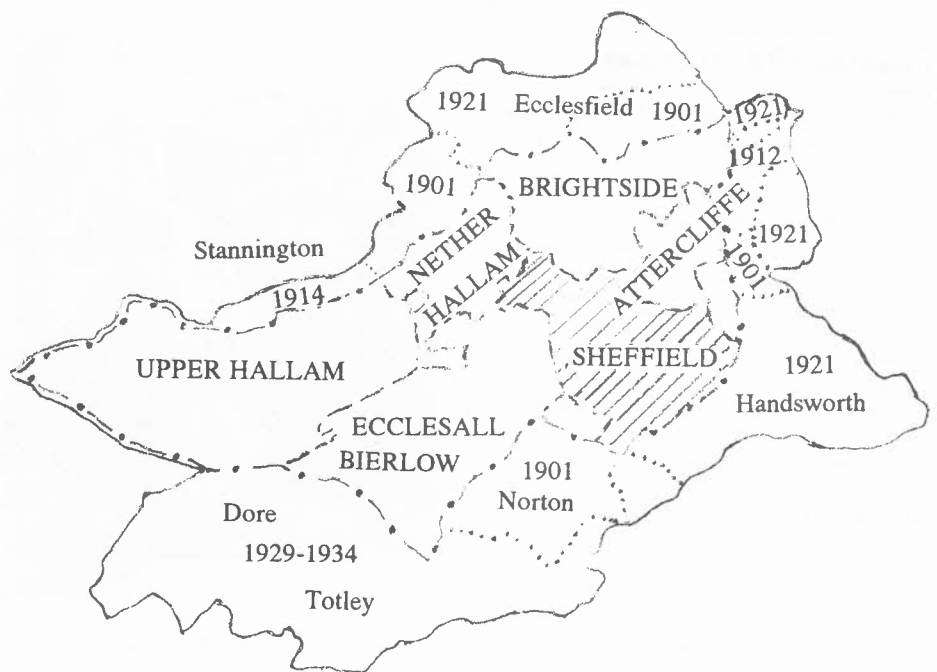 1921 Ecclesfield 1901
1921
1912
1901
BRIGHTSIDE
NETHER
HALLAM
ATTERCLIFFE
1921
1901
Stannington
1914
UPPER HALLAM
SHEFFIELD
1921
Handsworth
ECCLESALL
BIERLOW
1901
Norton
Dore
1929-1934
Totley